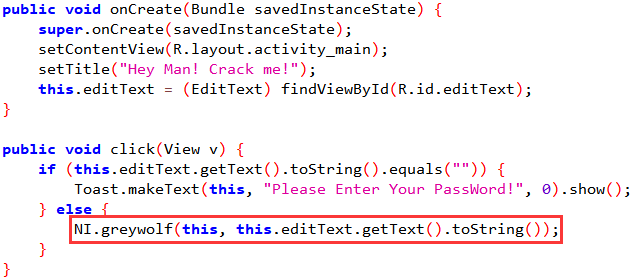 public void onCreate(Bundle savedInstanceState) {
    super.onCreate(savedInstanceState);
    setContentView(R.layout.activity_main);
    setTitle("Hey Man! Crack me!");
    this.editText = (EditText) findViewById(R.id.editText);
}

public void click(View v) {
    if (this.editText.getText().toString().equals("")) {
        Toast.makeText(this, "Please Enter Your PassWord!", 0).show();
    } else {
        NI.greywolf(this, this.editText.getText().toString());
    }
}